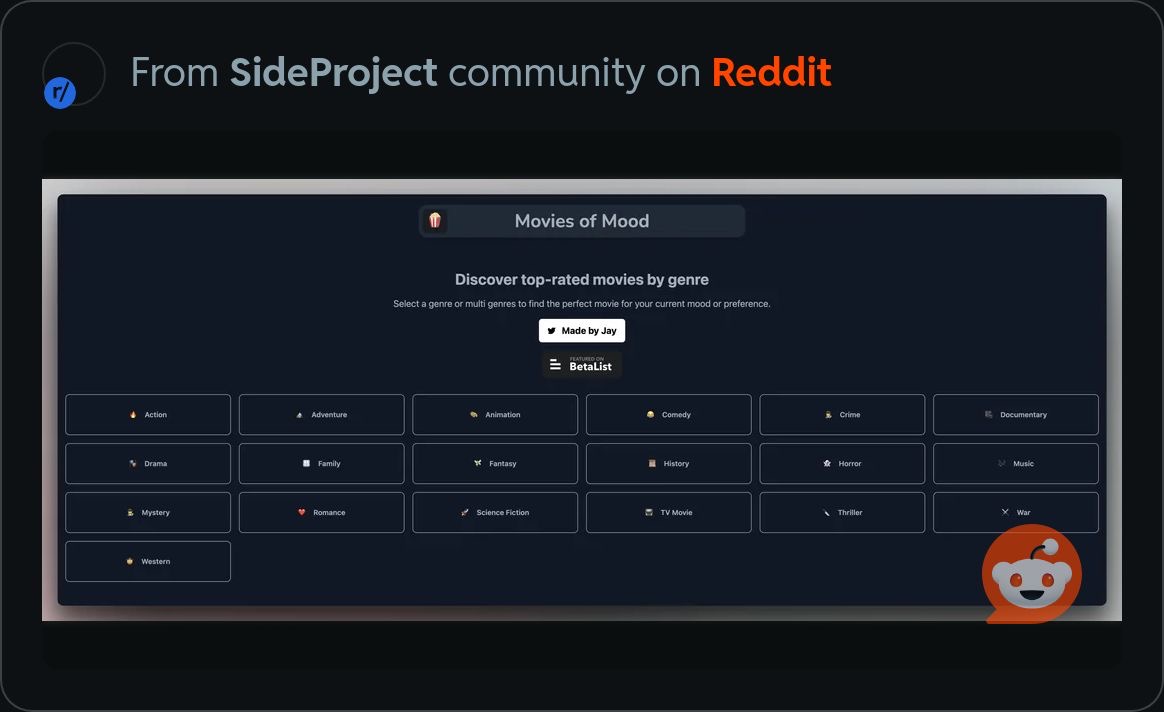 r/
From SideProject community on Reddit
Movies of Mood
Discover top-rated movies by genre
Select a genre or multi genres to find the perfect movie for your current mood or preference.
Made by Jay
FEATURED ON
BetaList
Action
Adventure
Animation
Comedy
Crime
Documentary
Drama
Family
Fantasy
History
Horror
Music
Mystery
Romance
Science Fiction
TV Movie
Thriller
War
Western